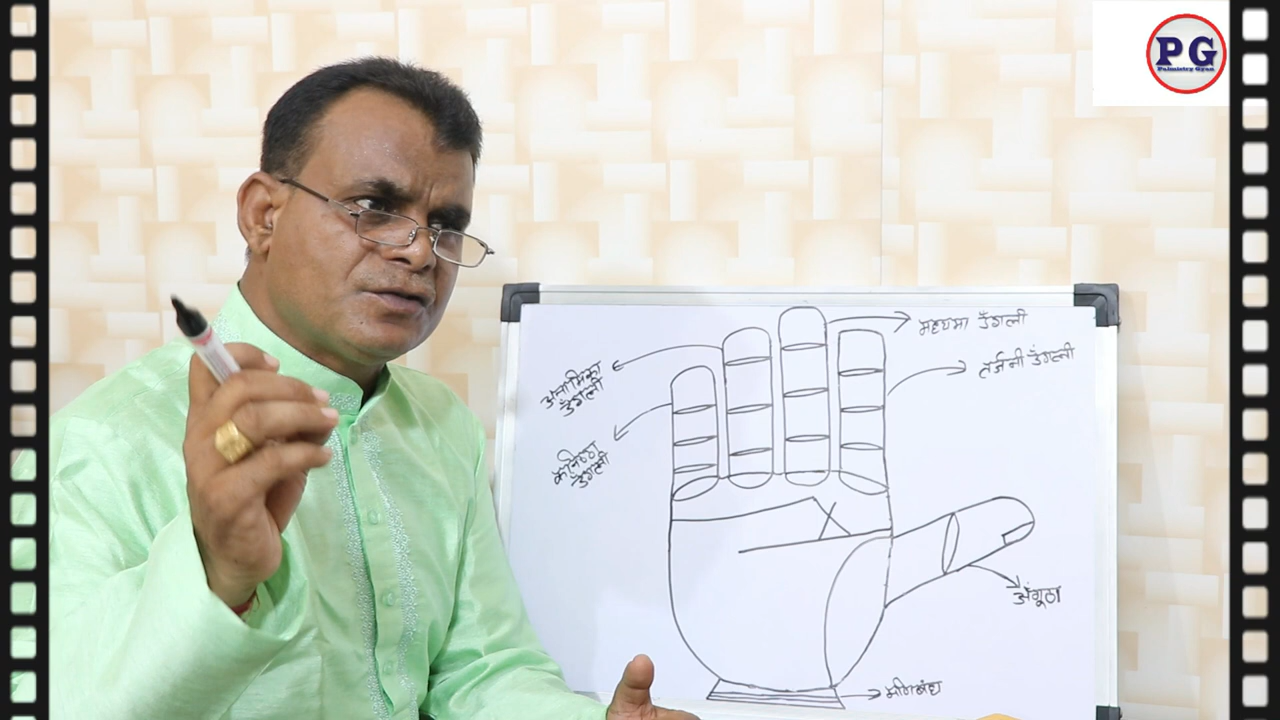 PG
Palmistry Gyan
मध्यमा उँगली
तर्जनी उँगली
अनामिका
उँगली
कनिष्ठा
उँगली
अँगूठा
मणिबंध